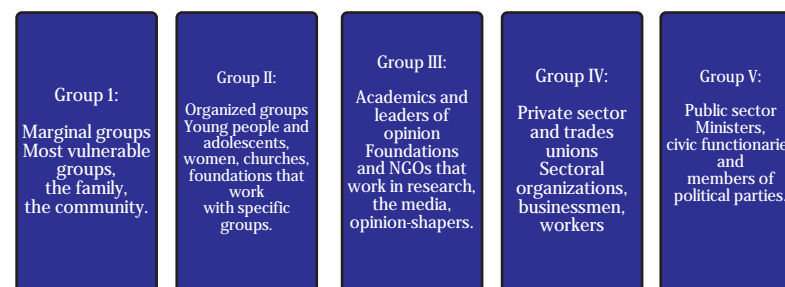 Group 1:
Marginal groups
Most vulnerable
groups,
the family,
the community.
Group II:
Organized groups
Young people and
adolescents,
women, churches,
foundations that
work
with specific
groups.
Group III:
Academics and
leaders of
opinion
Foundations
and NGOs that
work in research,
the media,
opinion-shapers.
Group IV:
Private sector
and trades
unions
Sectoral
organizations,
businessmen,
workers
Group V:
Public sector
Ministers,
civic functionarie
and
members of
political parties.